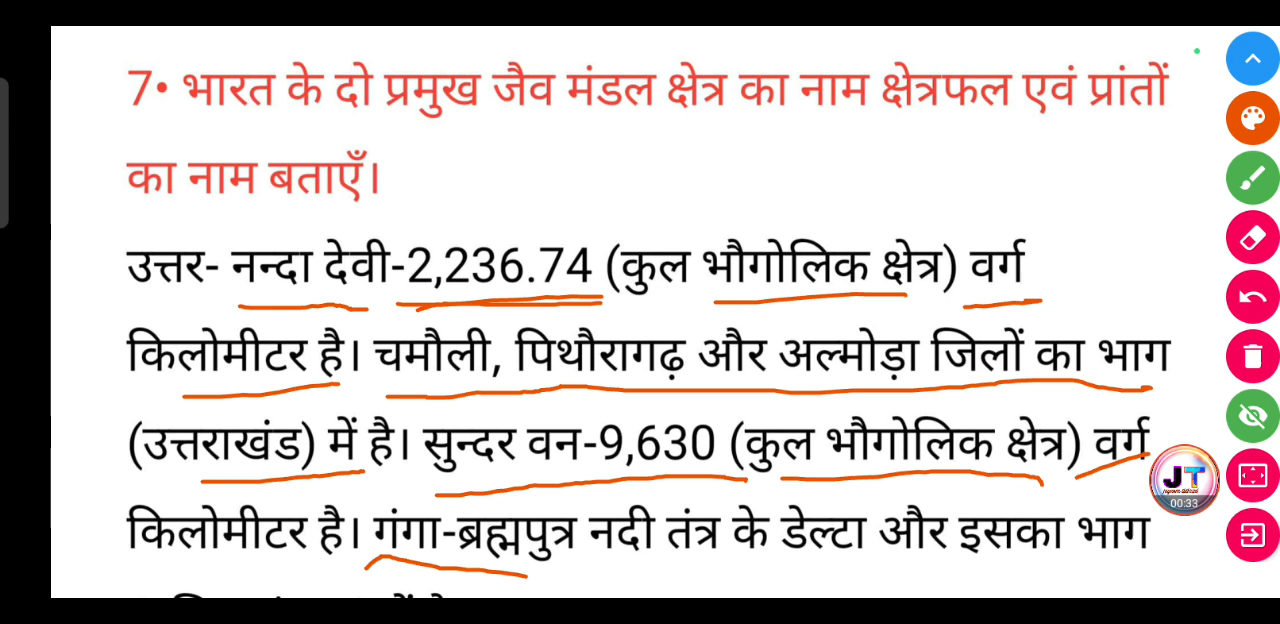 7• भारत के दो प्रमुख जैव मंडल क्षेत्र का नाम क्षेत्रफल एवं प्रांतों
का नाम बताएँ।
उत्तर- नन्दा देवी-2,236.74 (कुल भौगोलिक क्षेत्र) वर्ग
किलोमीटर है। चमौली, पिथौरागढ़ और अल्मोड़ा जिलों का भाग
(उत्तराखंड) में है। सुन्दर वन-9,630 (कुल भौगोलिक क्षेत्र) वर्ग
JT
00:33
किलोमीटर है। गंगा-ब्रह्मपुत्र नदी तंत्र के डेल्टा और इसका भाग